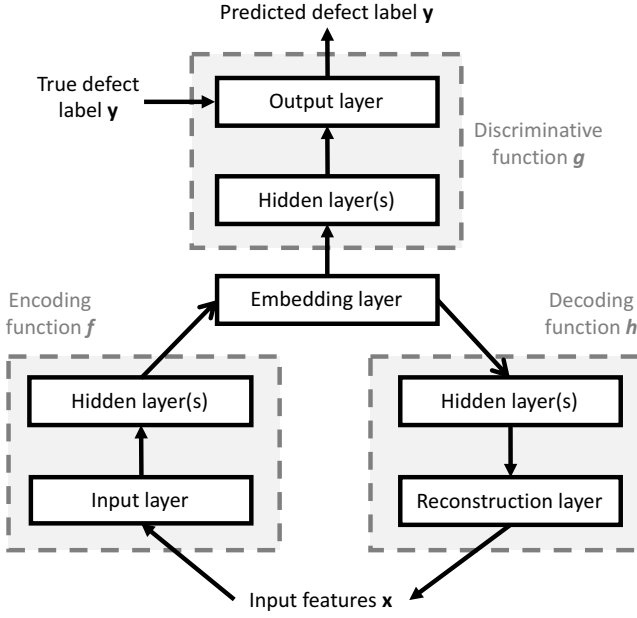 Predicted defect label y
True defect
label y
Output layer
Discriminative
function g
Hidden layer(s)
Embedding layer
Encoding
function f
Decoding
function h
Hidden layer(s)
Hidden layer(s)
Input layer
Reconstruction layer
Input features x